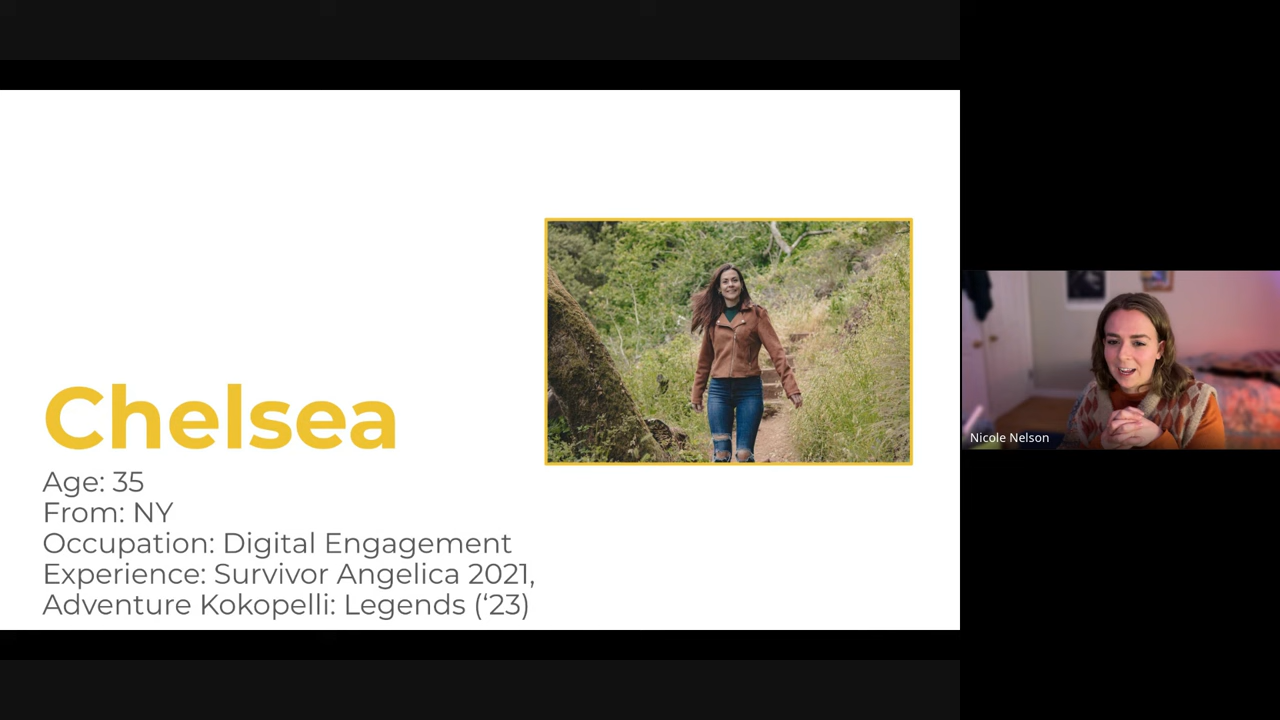 Chelsea
Age: 35
From: NY
Occupation: Digital Engagement
Experience: Survivor Angelica 2021,
Adventure Kokopelli: Legends (‘23)
Nicole Nelson